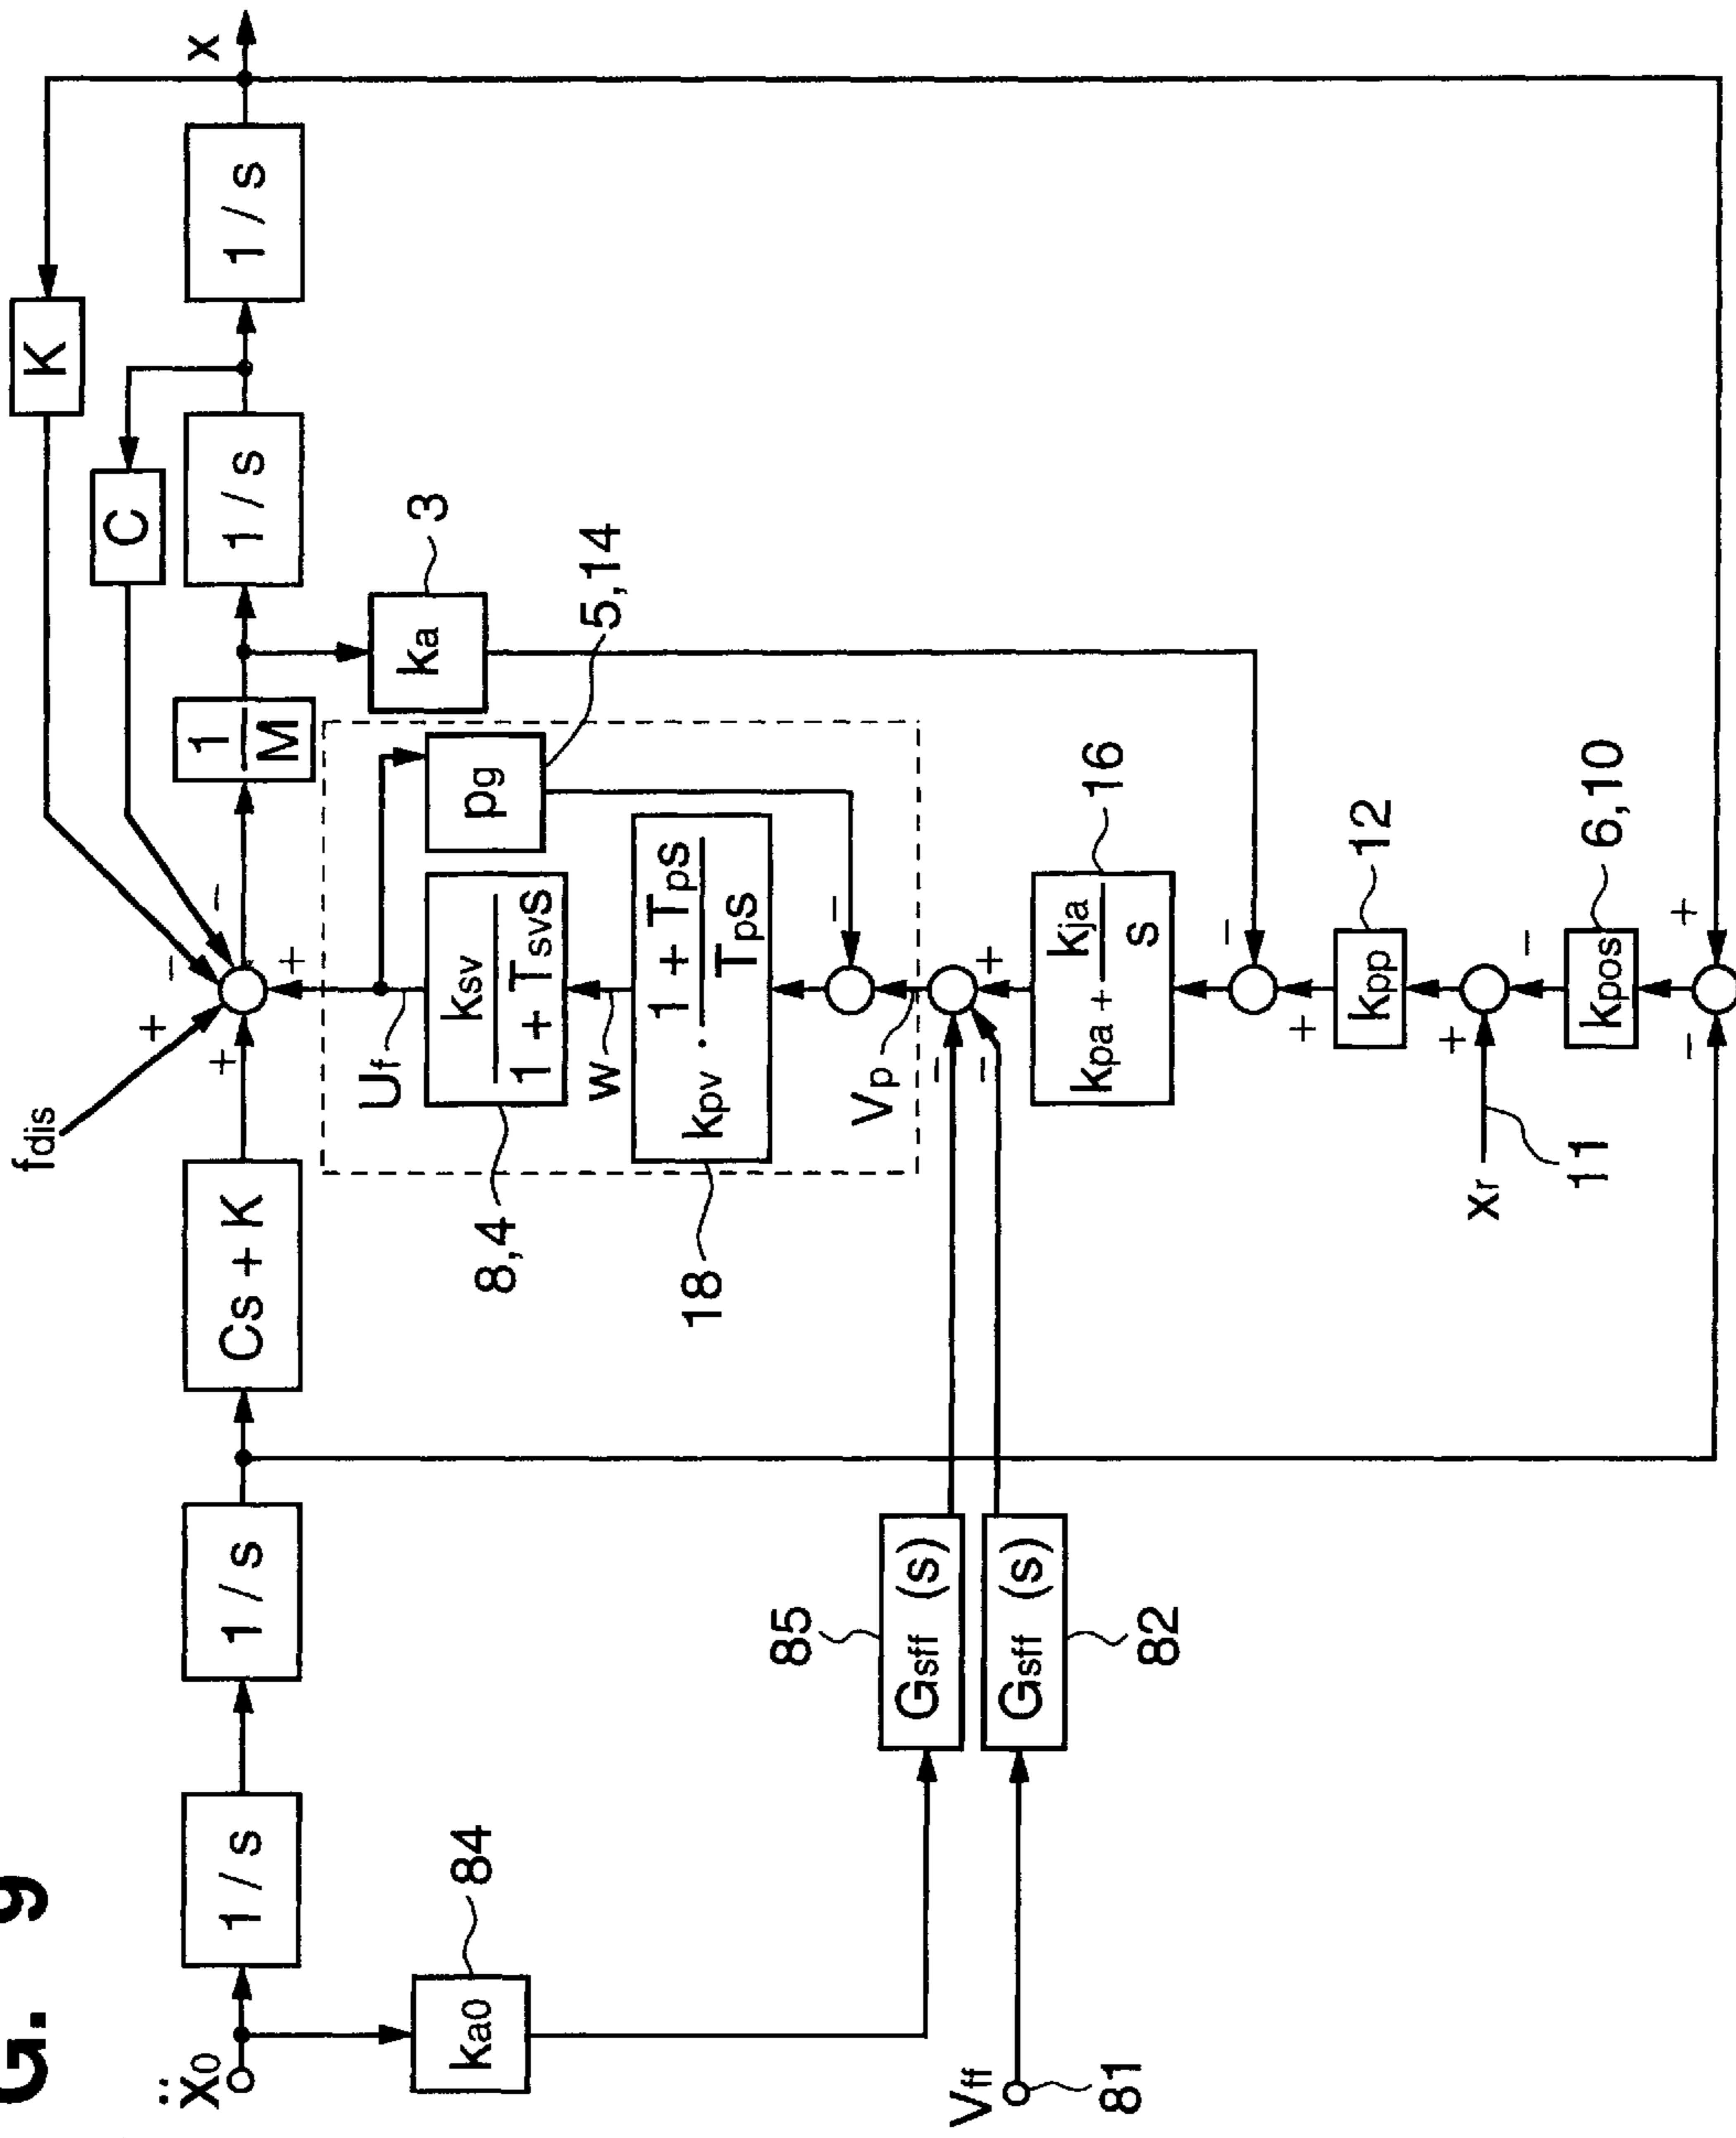 G. 9
ẍ0
1/s
1/s
Cs + K
fdis
+
+
+
−
−
1
M
1/s
1/s
x
K
C
ka
3
ka0
84
Uf
ksv
1 + Tsvs
8,4
pg
5,14
w
kpv · 1 + Tps
Tps
18
−
Vp
−
−
+
Gsff (s)
85
Gsff (s)
82
Vff
81
kpa + kja
s
16
−
+
kpp
12
xr
11
+
−
kpos
6,10
−
+